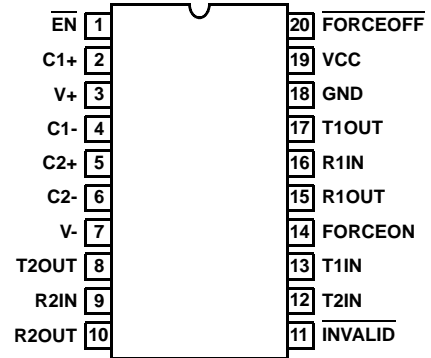 EN 1 20 FORCEOFF
C1+ 2 19 VCC
V+ 3 18 GND
C1- 4 17 T1OUT
C2+ 5 16 R1IN
C2- 6 15 R1OUT
V- 7 14 FORCEON
T2OUT 8 13 T1IN
R2IN 9 12 T2IN
R2OUT 10 11 INVALID